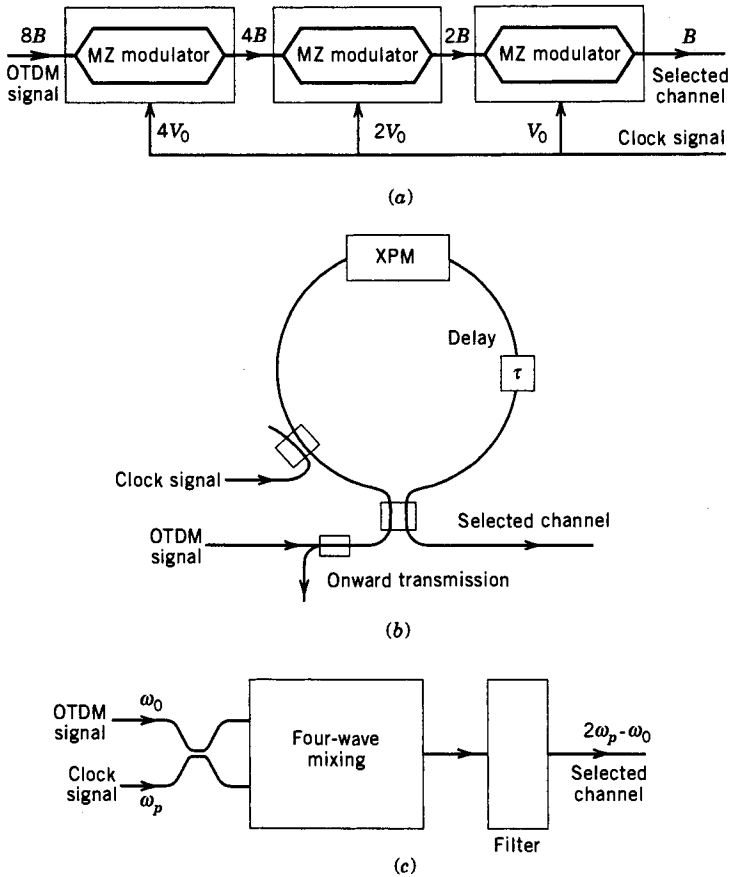 8B
4B
2B
B
MZ modulator
MZ modulator
MZ modulator
OTDM
signal
Selected
channel
4V₀
2V₀
V₀
Clock signal
(a)
XPM
Delay
τ
Clock signal
OTDM
signal
Selected channel
Onward transmission
(b)
OTDM
signal
ω₀
Clock
signal
ωₚ
Four-wave
mixing
2ωₚ-ω₀
Selected
channel
Filter
(c)